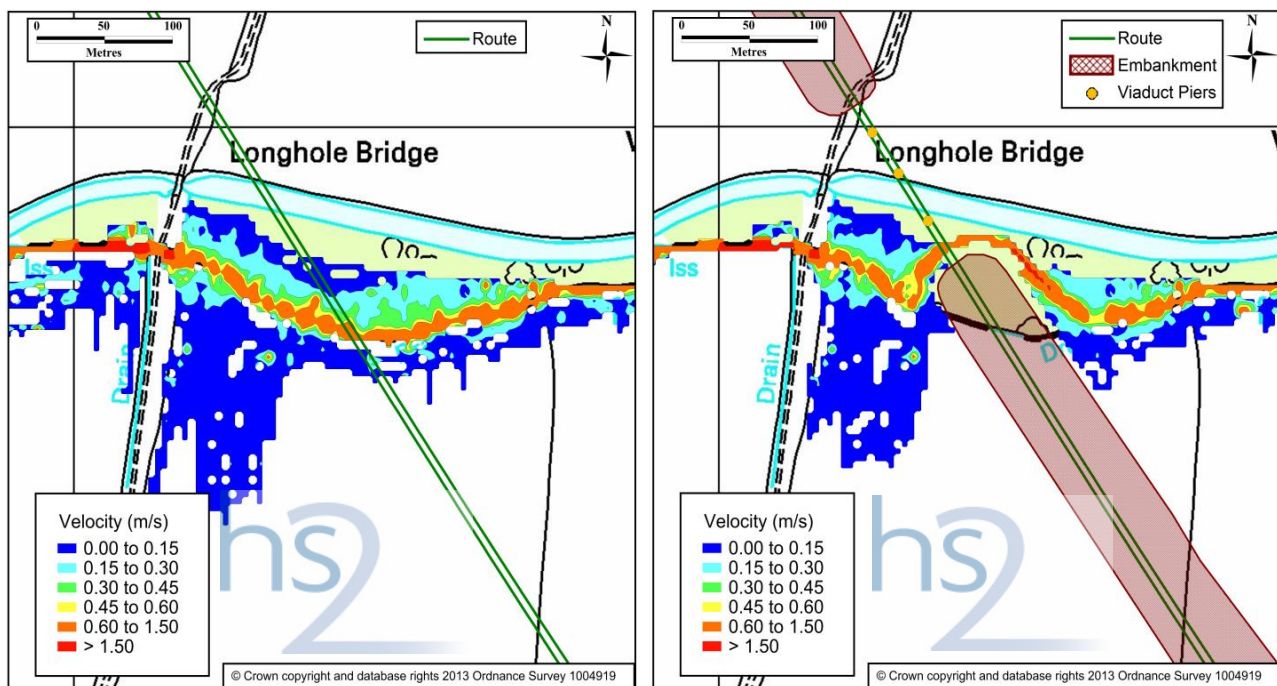 0 50 100
Metres
Route
N
Longhole Bridge
Iss
Drain
Velocity (m/s)
0.00 to 0.15
0.15 to 0.30
0.30 to 0.45
0.45 to 0.60
0.60 to 1.50
> 1.50
hs2
© Crown copyright and database rights 2013 Ordnance Survey 1004919
0 50 100
Metres
Route
Embankment
Viaduct Piers
N
Longhole Bridge
Iss
D
Drain
Velocity (m/s)
0.00 to 0.15
0.15 to 0.30
0.30 to 0.45
0.45 to 0.60
0.60 to 1.50
> 1.50
hs2
© Crown copyright and database rights 2013 Ordnance Survey 1004919